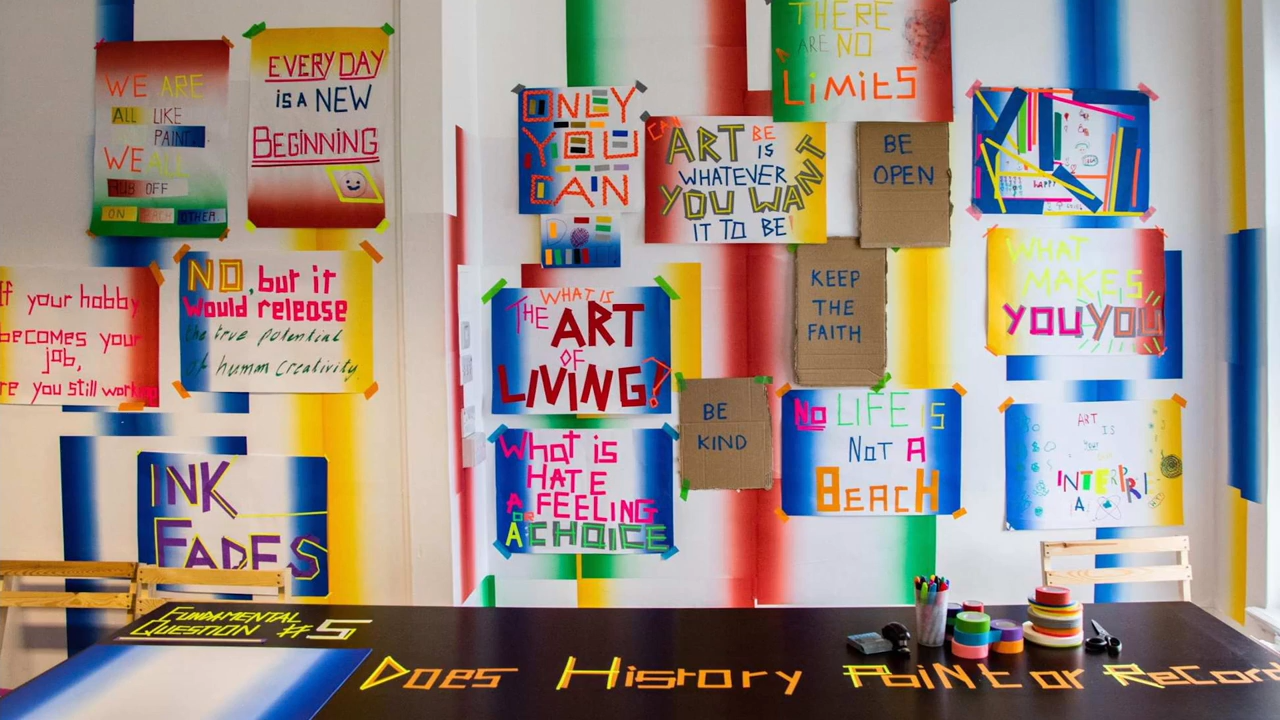 WE ARE
ALL LIKE
PAINT
WE ALL
RUB OFF
ON EACH OTHER
EVERY DAY
IS A NEW
BEGINNING
If your hobby
becomes your
job,
are you still
NO, but it
would release
the true potential
of human creativity.
INK
FADES
ONLY
YOU
CAN
CAN ART BE
IS
WHATEVER
YOU WANT
IT TO BE!
THERE
ARE NO
LiMitS
BE
OPEN
KEEP
THE
FAITH
WHAT IS
THE ART
OF
LIVING?
BE
KIND
What is
HATE
A FEELING
OR
A CHOICE
No LIFE iS
Not A
BEACH
HAPPY
WHAT
MAKES
YOU YOU
ART
IS
YOUR
INTERPRE
FUNDAMENTAL
QUESTION #5
Does History PaiNt or ReCord